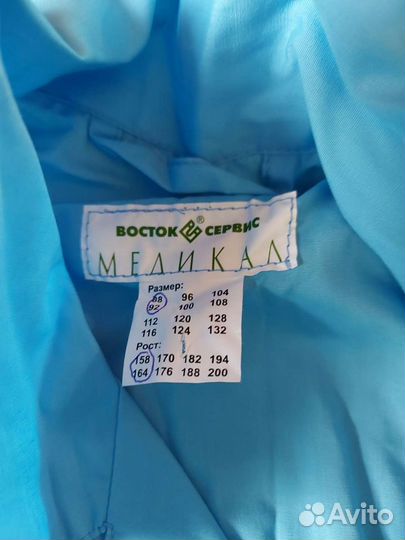 ВОСТОК ® СЕРВИС
МЕДИКАЛ
Размер:
88 96 104
92 100 108
112 120 128
116 124 132
Рост:
158 170 182 194
164 176 188 200
Avito